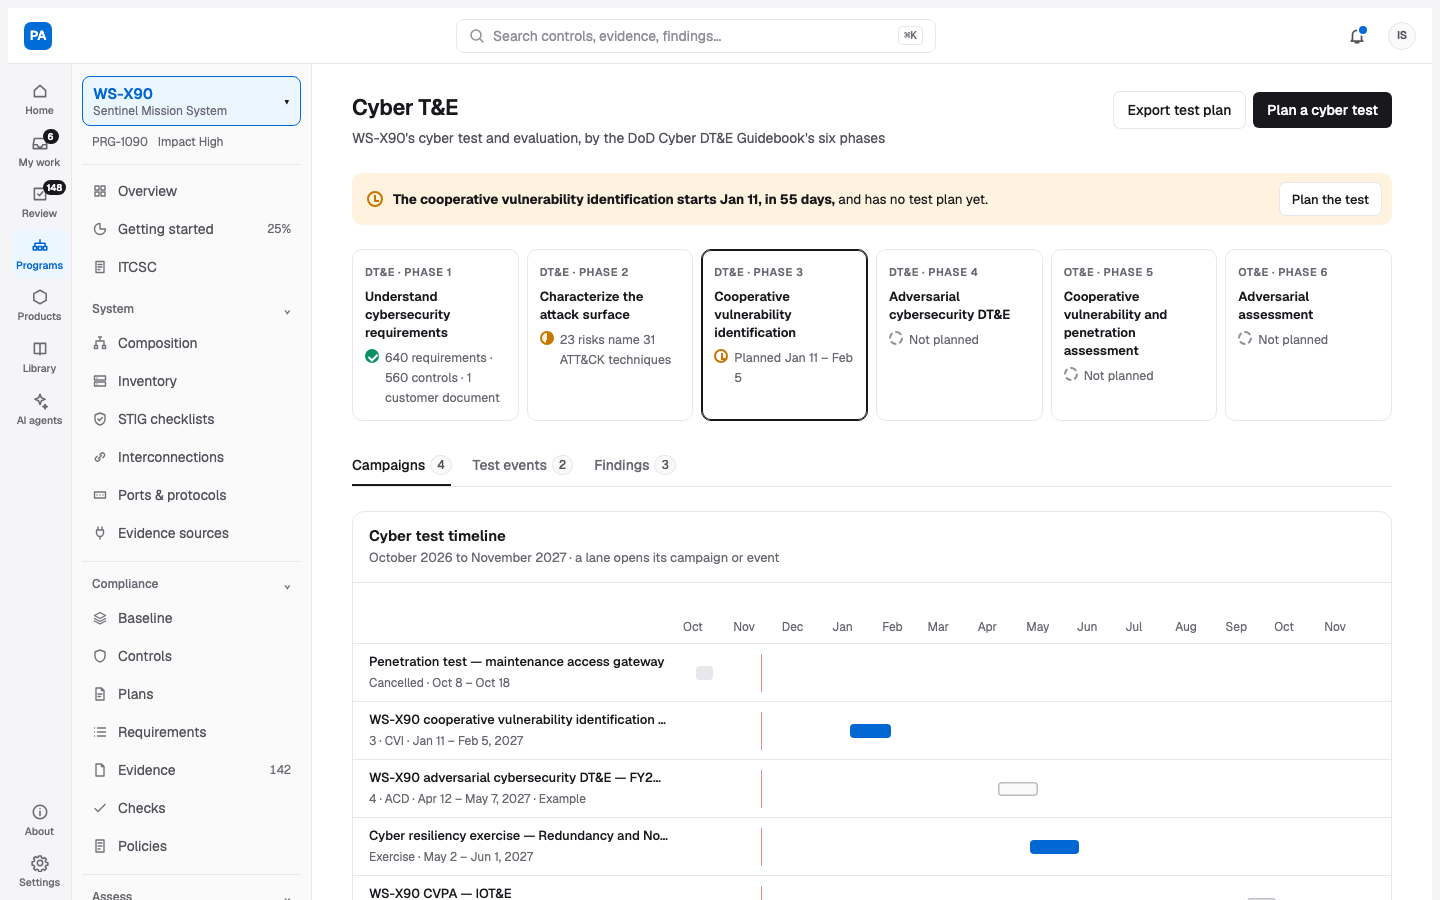 PA
Search controls, evidence, findings...
⌘K
IS
Home
6
My work
148
Review
Programs
Products
Library
AI agents
About
Settings
WS-X90
Sentinel Mission System
PRG-1090 Impact High
Overview
Getting started 25%
ITCSC
System
Composition
Inventory
STIG checklists
Interconnections
Ports & protocols
Evidence sources
Compliance
Baseline
Controls
Plans
Requirements
Evidence 142
Checks
Policies
Assess
Cyber T&E
WS-X90's cyber test and evaluation, by the DoD Cyber DT&E Guidebook's six phases
Export test plan
Plan a cyber test
The cooperative vulnerability identification starts Jan 11, in 55 days, and has no test plan yet.
Plan the test
DT&E · PHASE 1
Understand
cybersecurity
requirements
640 requirements ·
560 controls · 1
customer document
DT&E · PHASE 2
Characterize the
attack surface
23 risks name 31
ATT&CK techniques
DT&E · PHASE 3
Cooperative
vulnerability
identification
Planned Jan 11 – Feb
5
DT&E · PHASE 4
Adversarial
cybersecurity DT&E
Not planned
OT&E · PHASE 5
Cooperative
vulnerability and
penetration
assessment
Not planned
OT&E · PHASE 6
Adversarial
assessment
Not planned
Campaigns 4
Test events 2
Findings 3
Cyber test timeline
October 2026 to November 2027 · a lane opens its campaign or event
Oct Nov Dec Jan Feb Mar Apr May Jun Jul Aug Sep Oct Nov
Penetration test — maintenance access gateway
Cancelled · Oct 8 – Oct 18
WS-X90 cooperative vulnerability identification ...
3 · CVI · Jan 11 – Feb 5, 2027
WS-X90 adversarial cybersecurity DT&E — FY2...
4 · ACD · Apr 12 – May 7, 2027 · Example
Cyber resiliency exercise — Redundancy and No...
Exercise · May 2 – Jun 1, 2027
WS-X90 CVPA — IOT&E